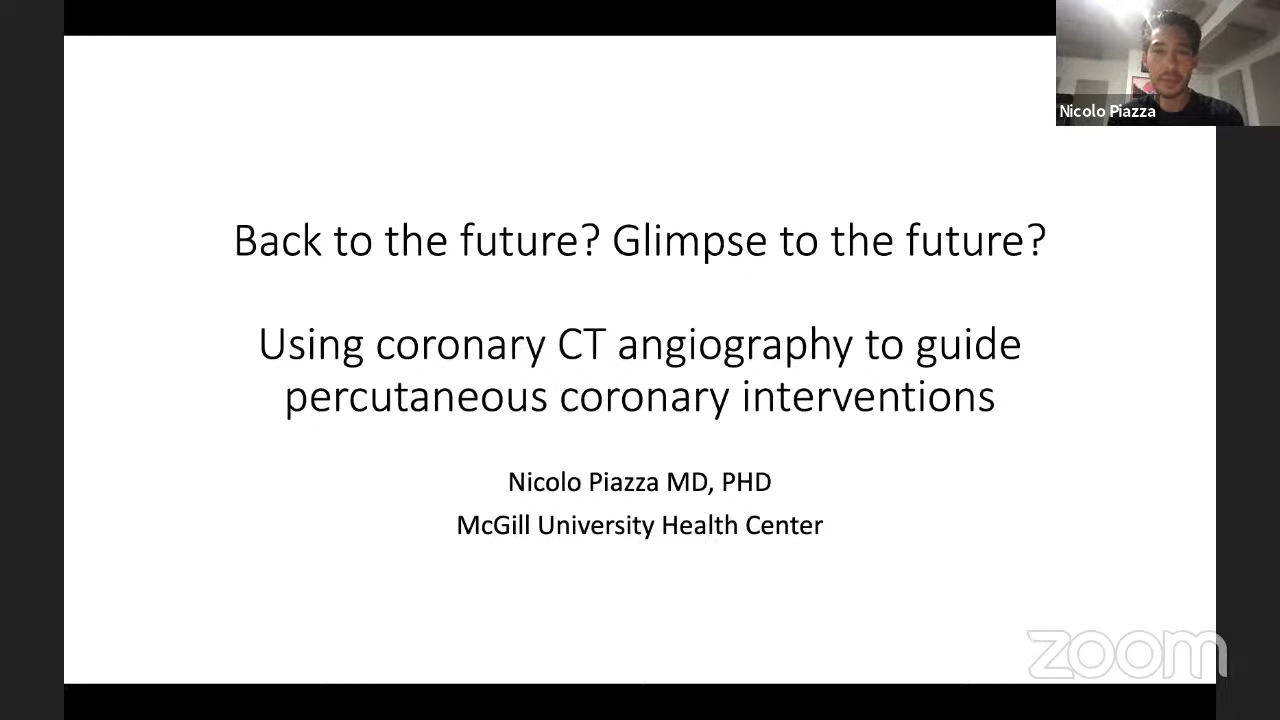 Nicolo Piazza
Back to the future? Glimpse to the future?
Using coronary CT angiography to guide
percutaneous coronary interventions
Nicolo Piazza MD, PHD
McGill University Health Center
zoom